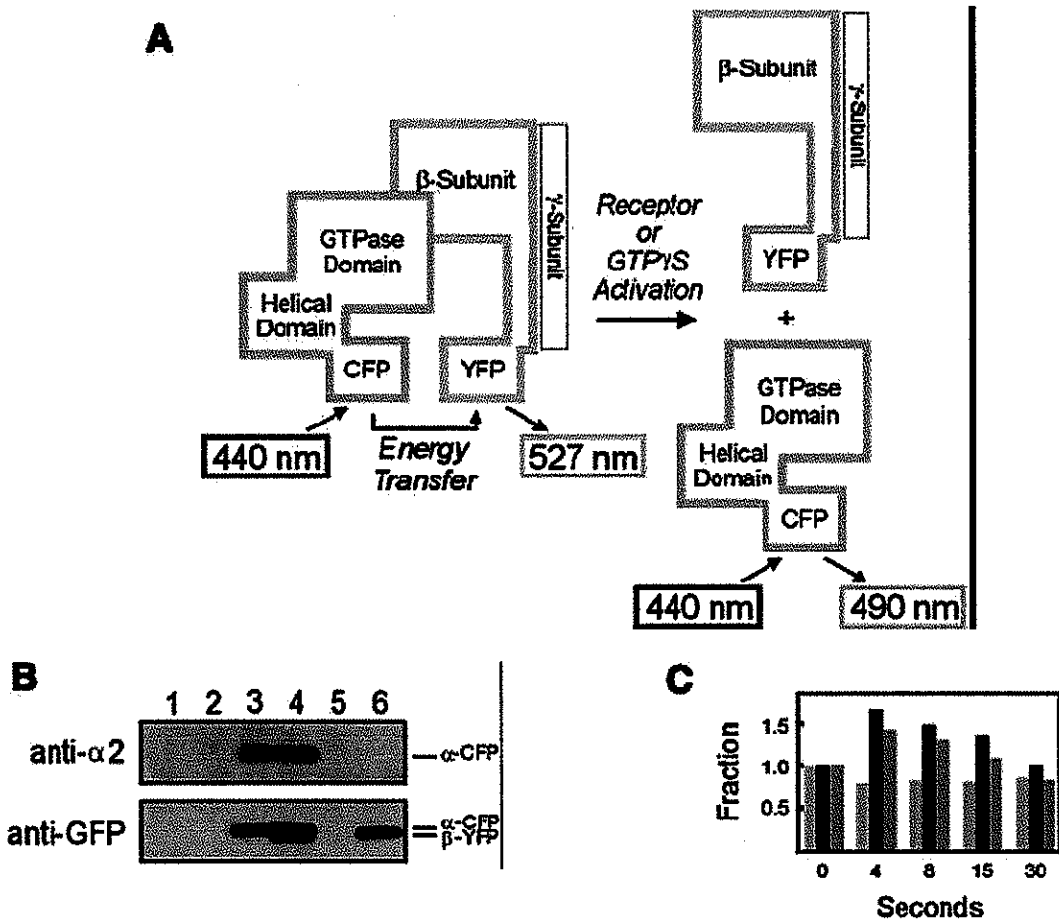 A
β-Subunit
γ-Subunit
GTPase
Domain
Helical
Domain
CFP
YFP
440 nm
Energy
Transfer
527 nm
Receptor
or
GTPγS
Activation
β-Subunit
γ-Subunit
YFP
+
GTPase
Domain
Helical
Domain
CFP
440 nm
490 nm
B
1 2 3 4 5 6
anti-α2
α-CFP
anti-GFP
α-CFP
β-YFP
C
Fraction
1.5
1.0
0.5
0 4 8 15 30
Seconds